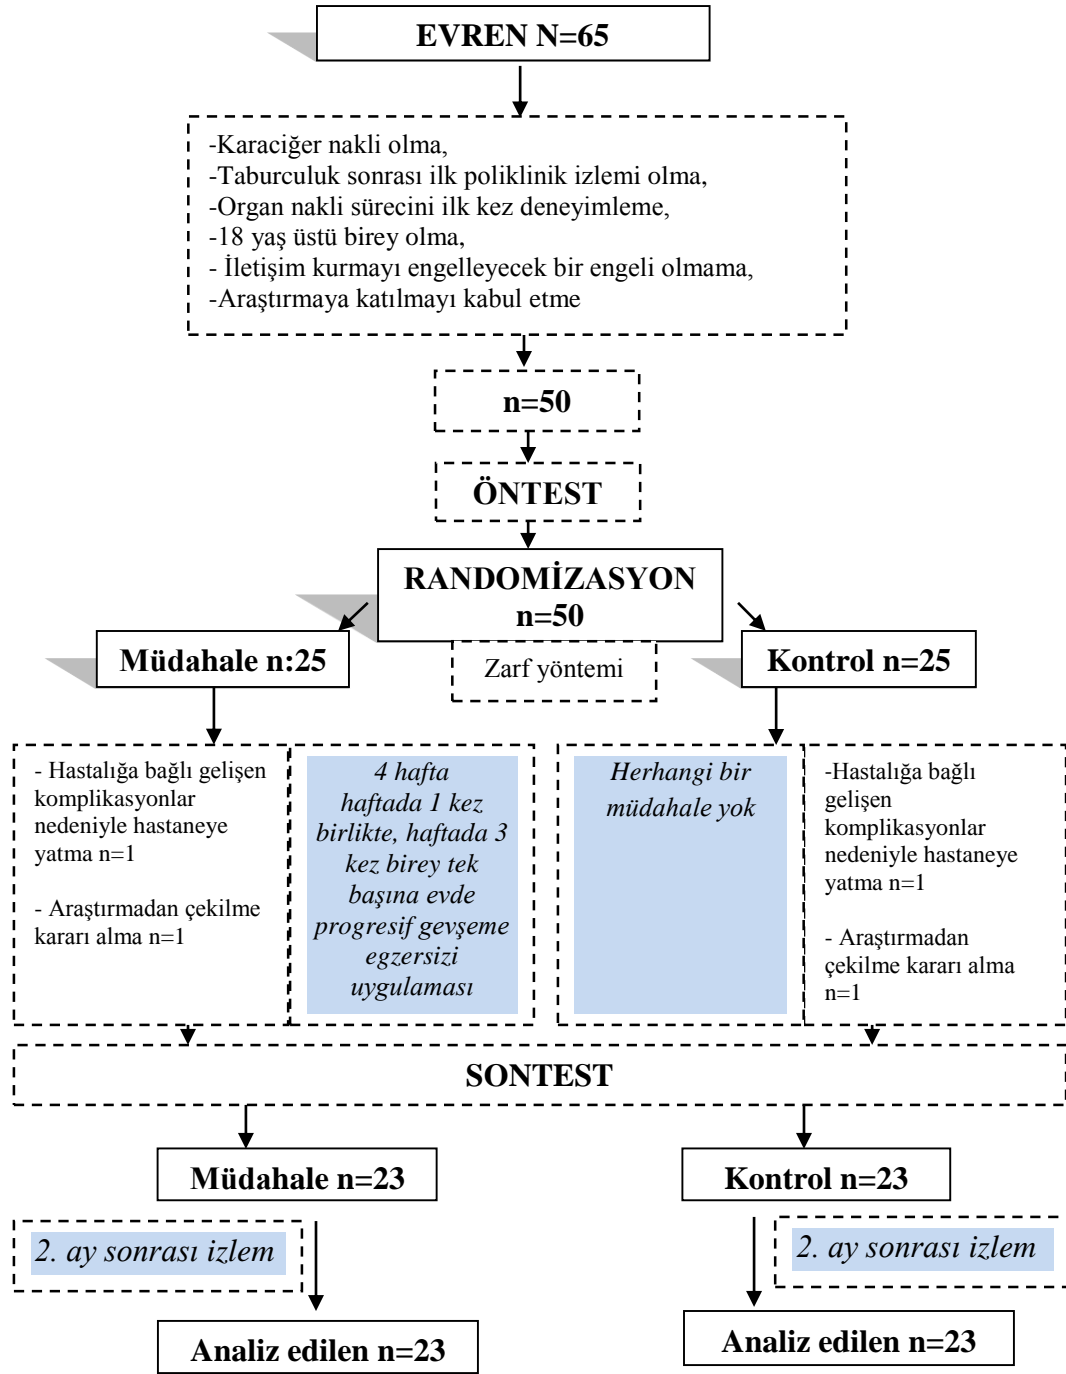 EVREN N=65
-Karaciğer nakli olma,
-Taburculuk sonrası ilk poliklinik izlemi olma,
-Organ nakli sürecini ilk kez deneyimleme,
-18 yaş üstü birey olma,
- İletişim kurmayı engelleyecek bir engeli olmama,
-Araştırmaya katılmayı kabul etme
n=50
ÖNTEST
RANDOMİZASYON
n=50
Zarf yöntemi
Müdahale n:25
Kontrol n=25
- Hastalığa bağlı gelişen
komplikasyonlar
nedeniyle hastaneye
yatma n=1
- Araştırmadan çekilme
kararı alma n=1
4 hafta
haftada 1 kez
birlikte, haftada 3
kez birey tek
başına evde
progresif gevşeme
egzersizi
uygulaması
Herhangi bir
müdahale yok
-Hastalığa bağlı
gelişen
komplikasyonlar
nedeniyle hastaneye
yatma n=1
- Araştırmadan
çekilme kararı alma
n=1
SONTEST
Müdahale n=23
Kontrol n=23
2. ay sonrası izlem
2. ay sonrası izlem
Analiz edilen n=23
Analiz edilen n=23